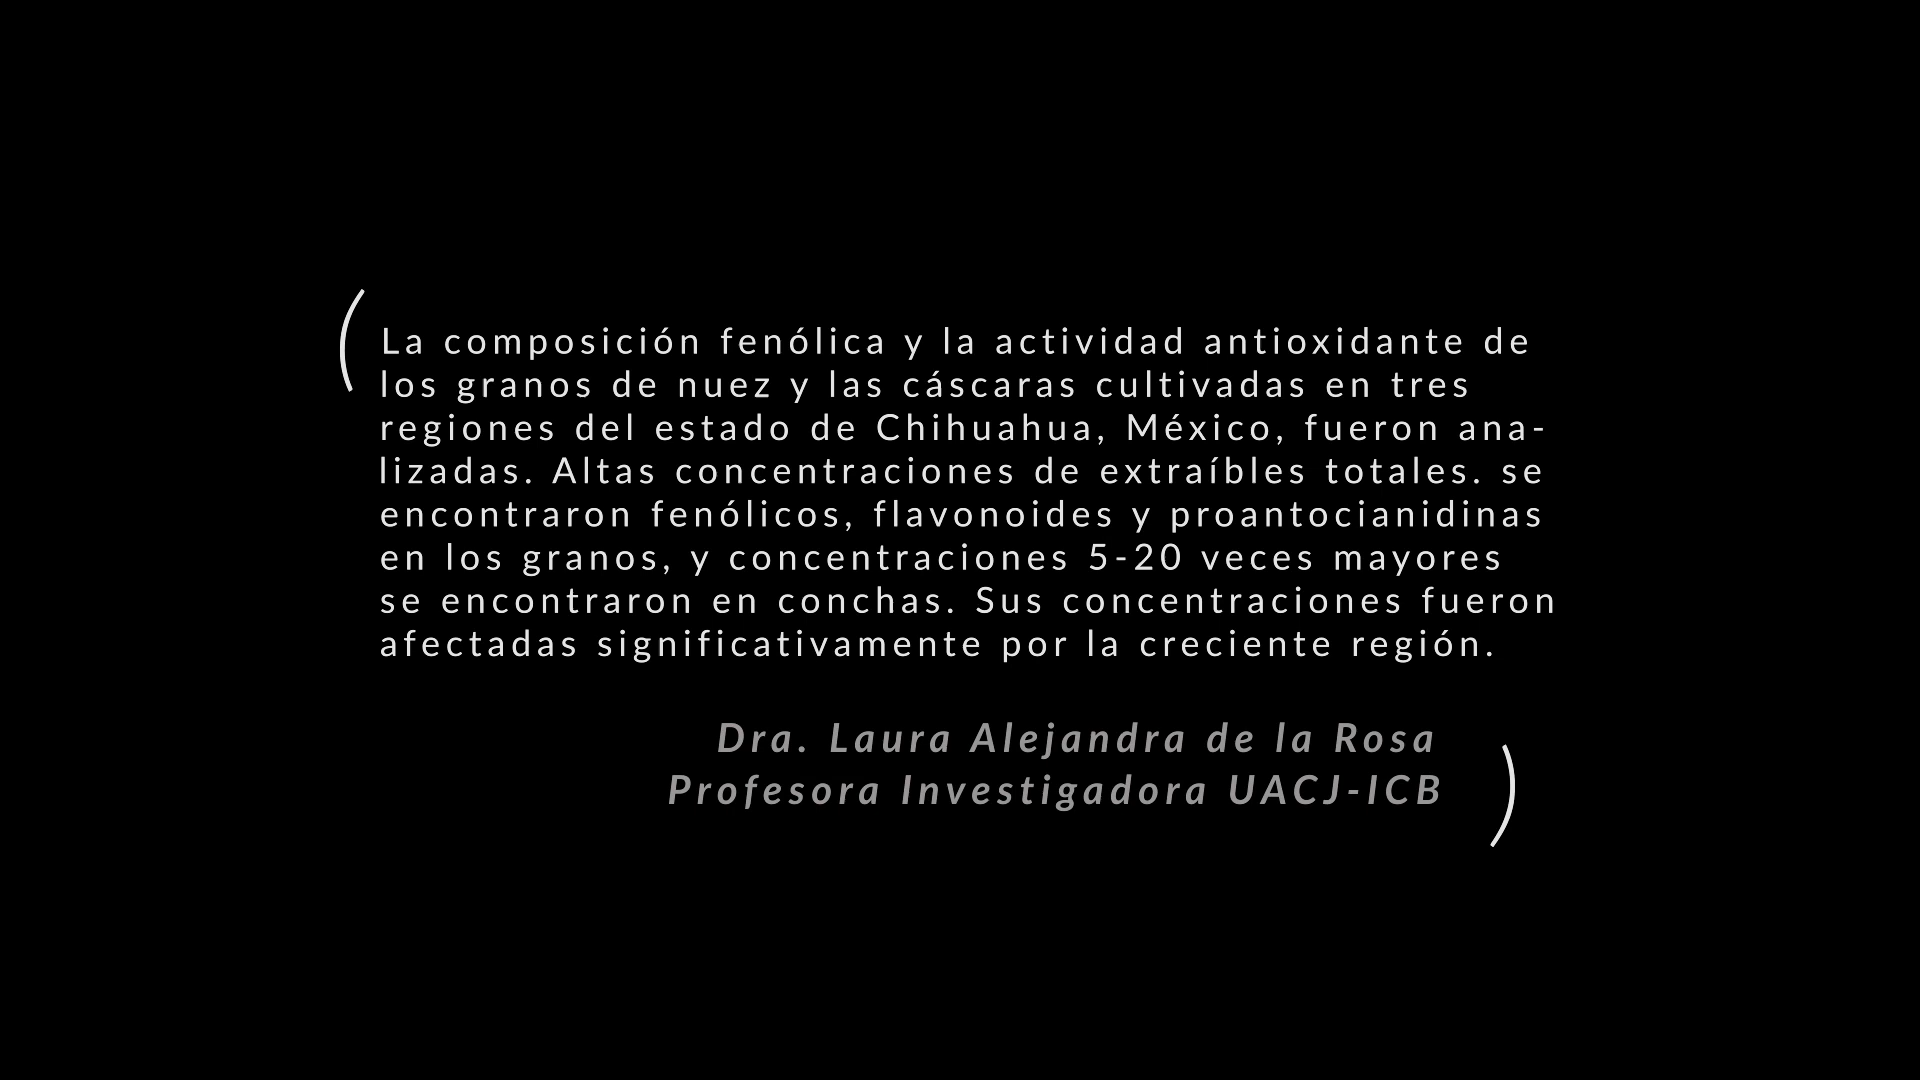 La composición fenólica y la actividad antioxidante de
los granos de nuez y las cáscaras cultivadas en tres
regiones del estado de Chihuahua, México, fueron ana-
lizadas. Altas concentraciones de extraíbles totales. se
encontraron fenólicos, flavonoides y proantocianidinas
en los granos, y concentraciones 5-20 veces mayores
se encontraron en conchas. Sus concentraciones fueron
afectadas significativamente por la creciente región.
Dra. Laura Alejandra de la Rosa
Profesora Investigadora UACJ-ICB